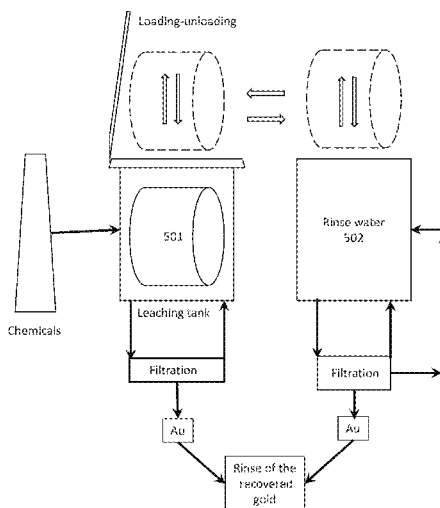 Loading-unloading
501
Rinse water
502
Chemicals
Leaching tank
Filtration
Filtration
Au
Au
Rinse of the
recovered
gold